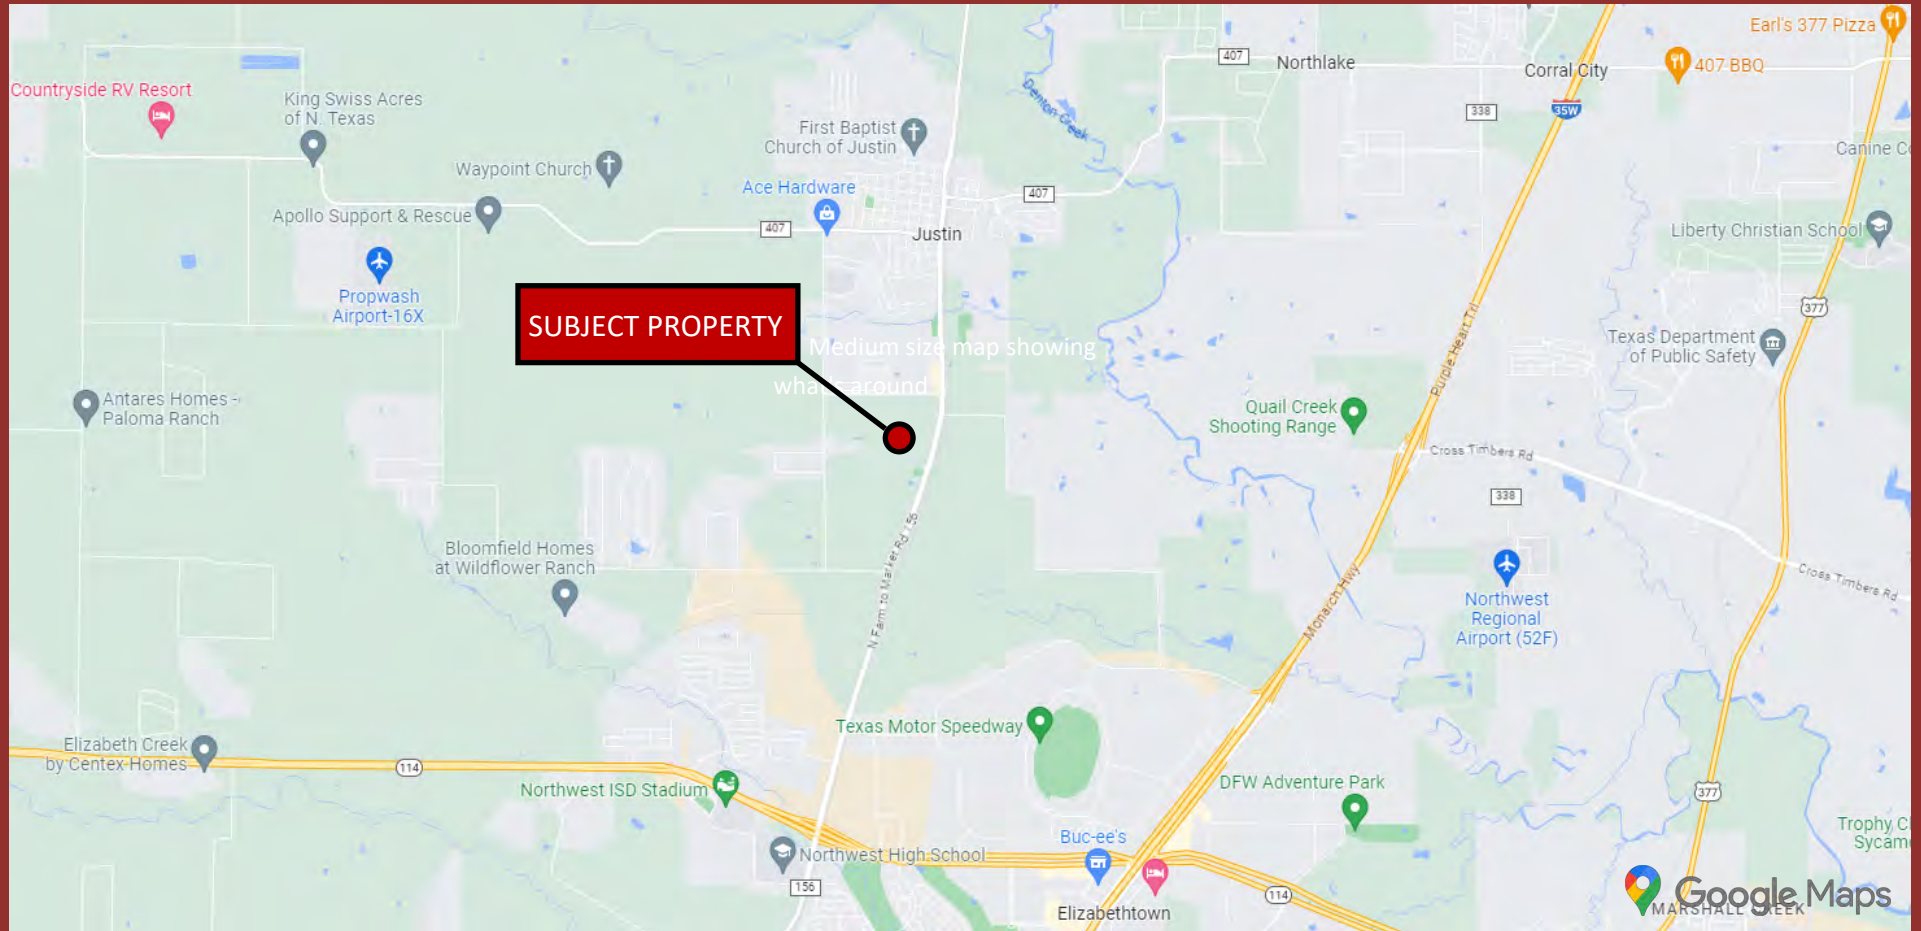 Earl's 377 Pizza
407
Northlake
Corral City
407 BBQ
Countryside RV Resort
King Swiss Acres
of N. Texas
Denton Creek
338
35W
First Baptist
Church of Justin
Canine Co
Waypoint Church
Ace Hardware
407
Apollo Support & Rescue
407
Justin
Liberty Christian School
Propwash
Airport-16X
377
SUBJECT PROPERTY
Medium size map showing
what's around
Purple Heart Trl
Texas Department
of Public Safety
Antares Homes -
Paloma Ranch
Quail Creek
Shooting Range
Cross Timbers Rd
338
N Farm to Market Rd 156
Bloomfield Homes
at Wildflower Ranch
Monarch Hwy
Northwest
Regional
Airport (52F)
Cross Timbers Rd
Texas Motor Speedway
Elizabeth Creek
by Centex Homes
114
Northwest ISD Stadium
DFW Adventure Park
377
Buc-ee's
Trophy Cl
Sycam
Northwest High School
156
114
Elizabethtown
Google Maps
MARSHALL CREEK